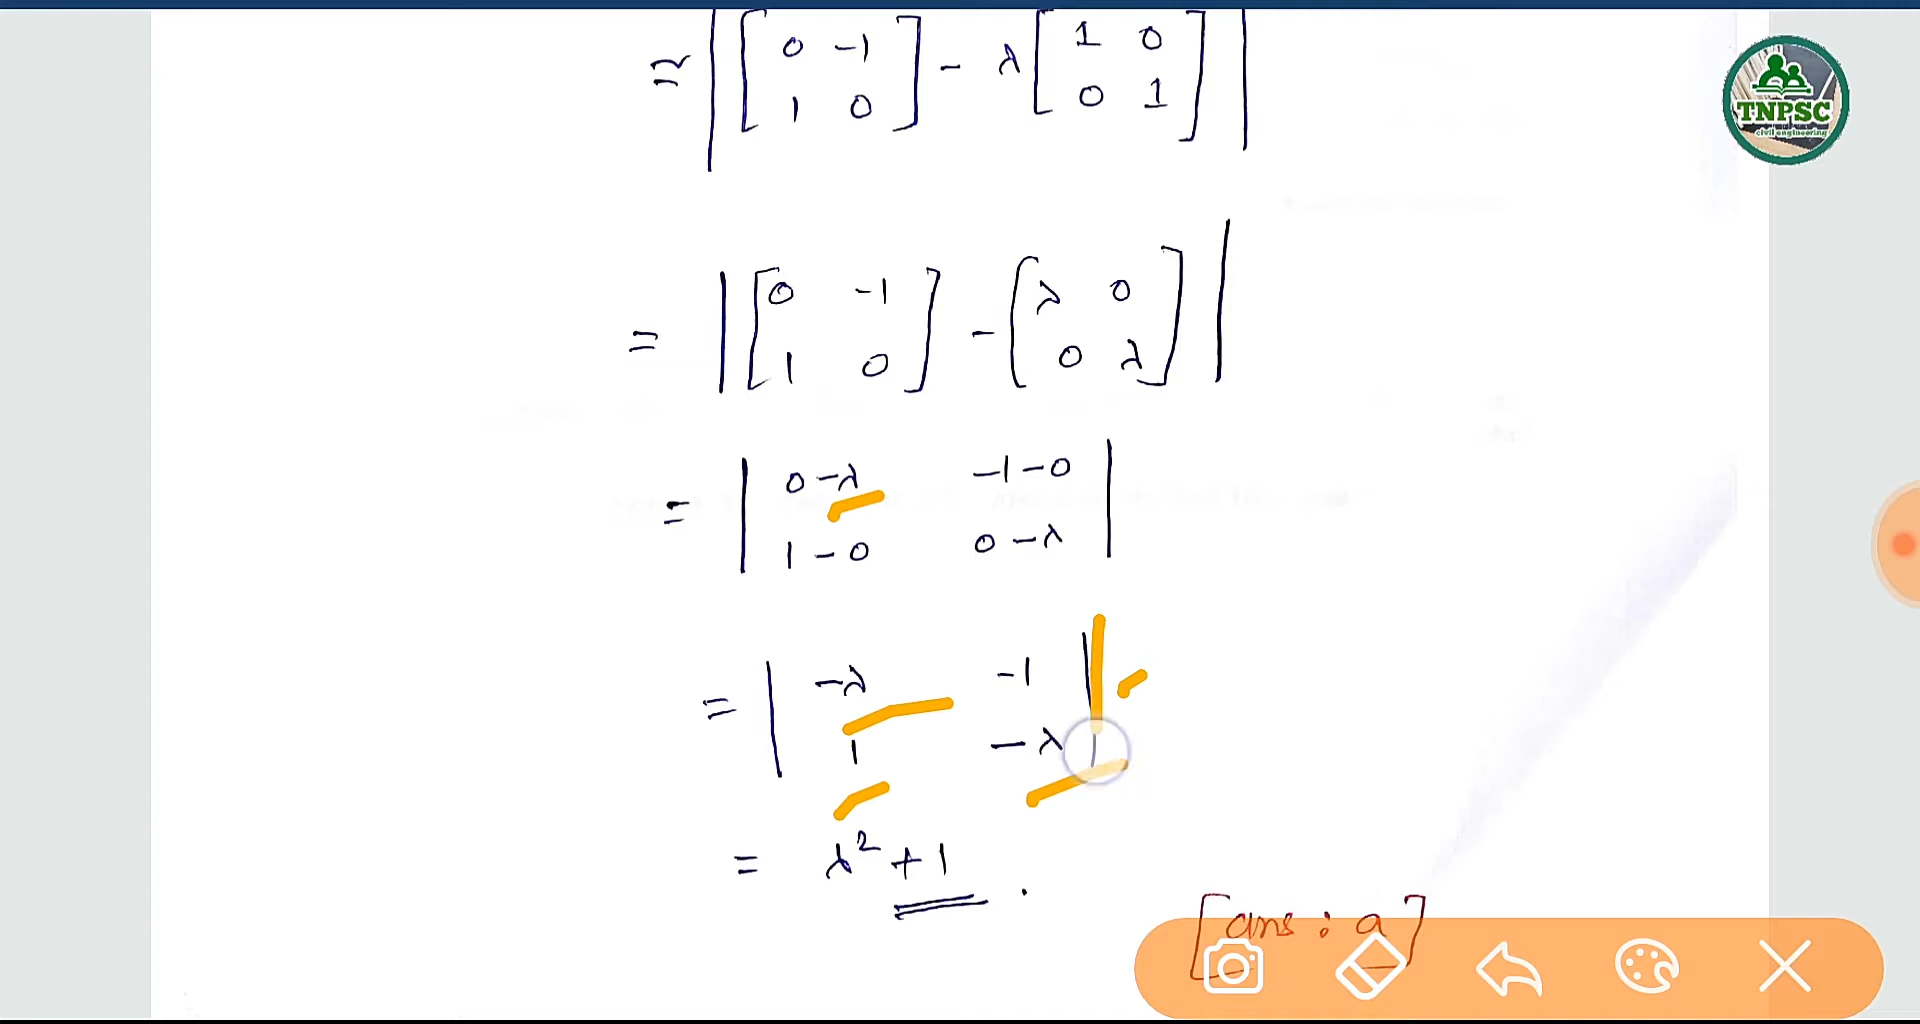 ≈ | [ 0 -1
1 0 ] - λ [ 1 0
0 1 ] |
TNPSC
civil engineering
= | [ 0 -1
1 0 ] - [ λ 0
0 λ ] |
= | 0-λ -1-0
1-0 0-λ |
= | -λ -1
1 -λ |
= λ² + 1 .
[ans : a]